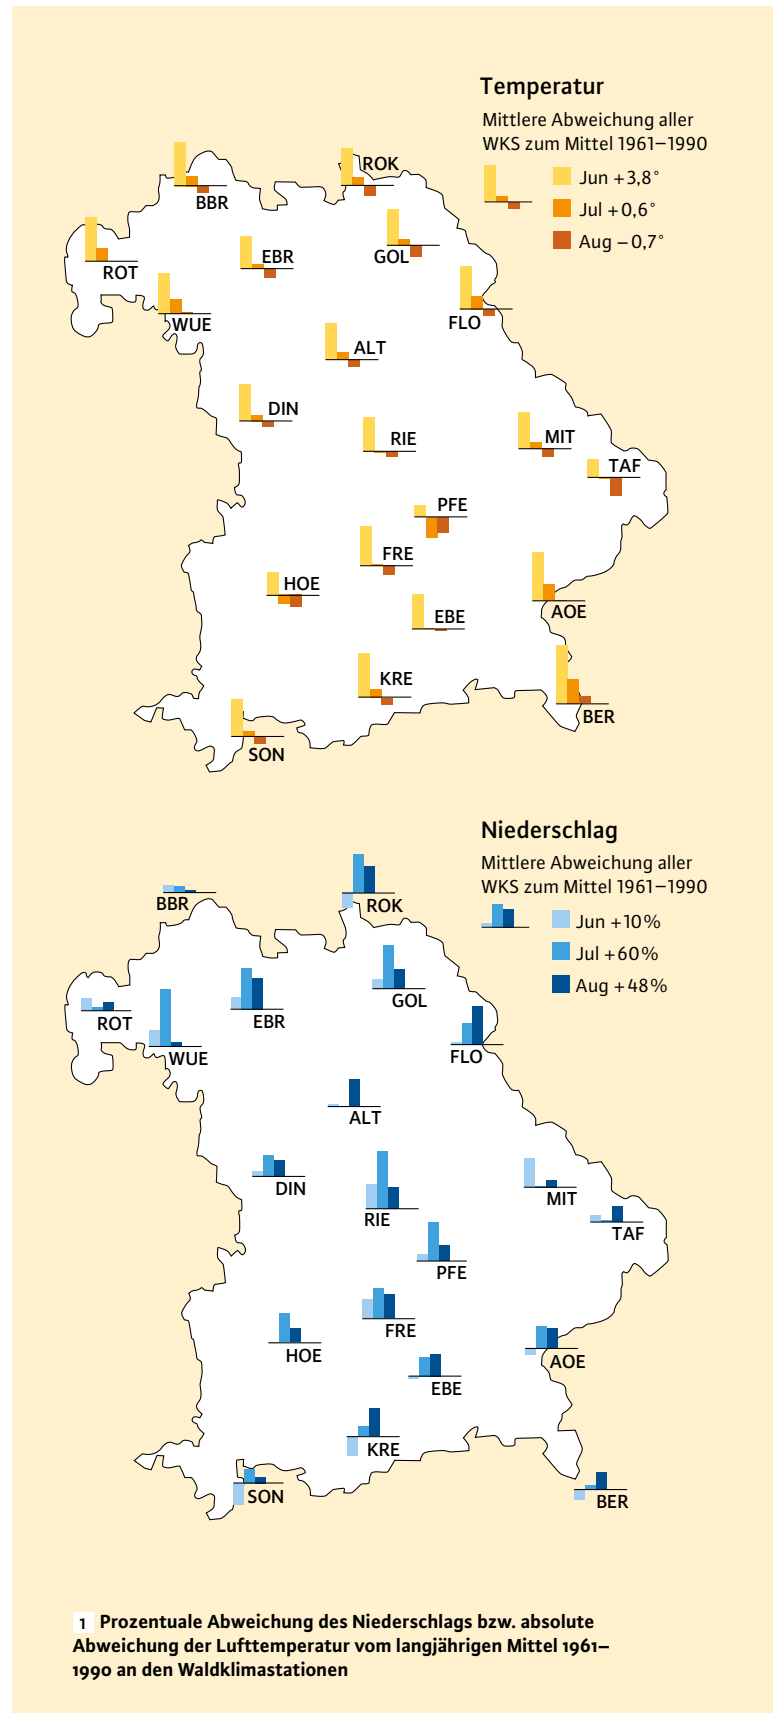 Temperatur
Mittlere Abweichung aller
WKS zum Mittel 1961–1990
Jun +3,8°
Jul +0,6°
Aug –0,7°
ROK
BBR
GOL
EBR
ROT
WUE
FLO
ALT
DIN
RIE
MIT
TAF
PFE
FRE
HOE
AOE
EBE
KRE
BER
SON
Niederschlag
Mittlere Abweichung aller
WKS zum Mittel 1961–1990
Jun +10%
Jul +60%
Aug +48%
BBR
ROK
GOL
ROT
EBR
WUE
FLO
ALT
DIN
MIT
RIE
TAF
PFE
FRE
HOE
AOE
EBE
KRE
SON
BER
1 Prozentuale Abweichung des Niederschlags bzw. absolute
Abweichung der Lufttemperatur vom langjährigen Mittel 1961–
1990 an den Waldklimastationen